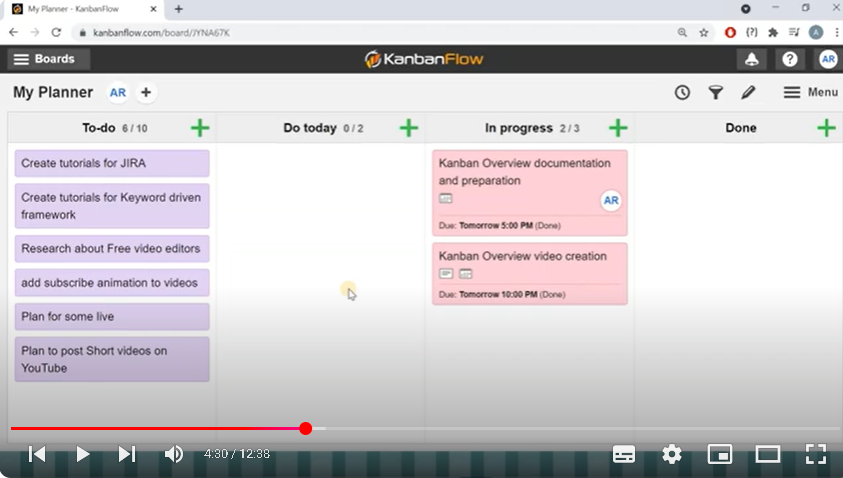 My Planner - KanbanFlow
kanbanflow.com/board/JYNA67K
A
Boards
KanbanFlow
AR
My Planner
AR
Menu
To-do 6 / 10
Do today 0 / 2
In progress 2 / 3
Done
Create tutorials for JIRA
Create tutorials for Keyword driven
framework
Research about Free video editors
add subscribe animation to videos
Plan for some live
Plan to post Short videos on
YouTube
Kanban Overview documentation
and preparation
AR
Due: Tomorrow 5:00 PM (Done)
Kanban Overview video creation
Due: Tomorrow 10:00 PM (Done)
4:30 / 12:38